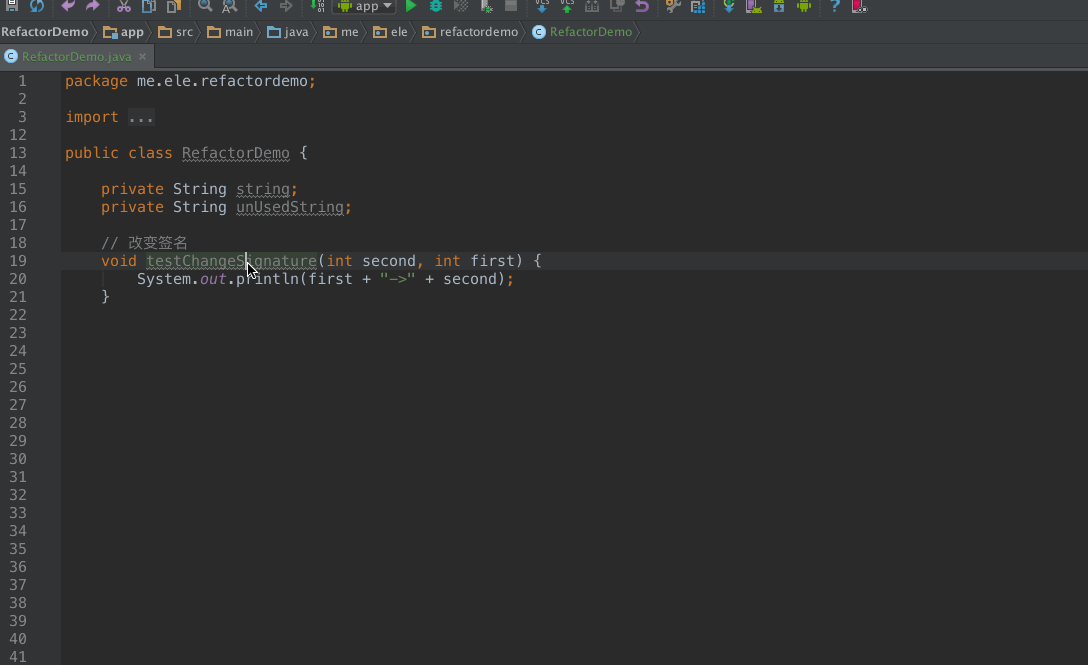 app
RefactorDemo app src main java me ele refactordemo RefactorDemo
RefactorDemo.java
1 package me.ele.refactordemo;
2
3 import ...
12
13 public class RefactorDemo {
14
15 private String string;
16 private String unUsedString;
17
18 // 改变签名
19 void testChangeSignature(int second, int first) {
20 System.out.println(first + "->" + second);
21 }
22
23
24
25
26
27
28
29
30
31
32
33
34
35
36
37
38
39
40
41